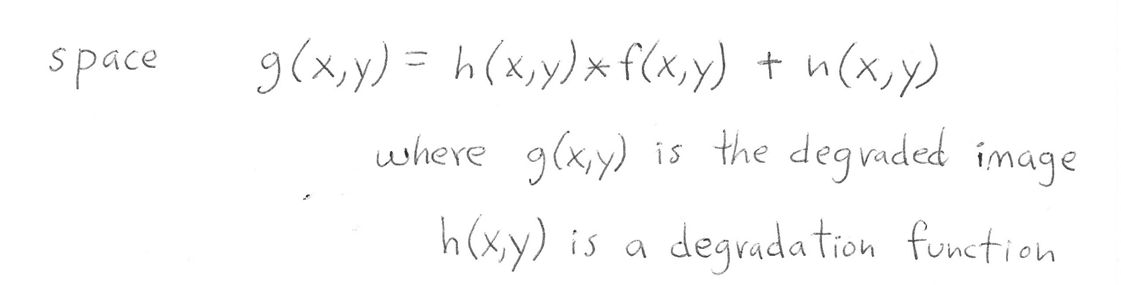 space g(x,y) = h(x,y)*f(x,y) + n(x,y)
where g(x,y) is the degraded image
h(x,y) is a degradation function